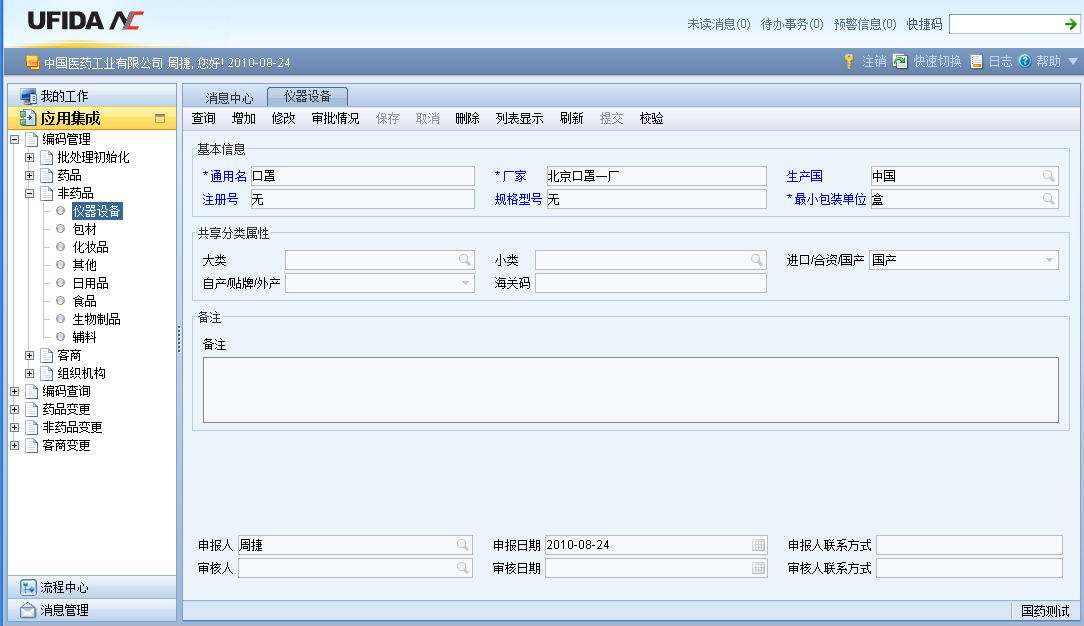 UFIDA NC
未读消息(0) 待办事务(0) 预警信息(0) 快捷码
中国医药工业有限公司 周捷, 您好! 2010-08-24
注销 快速切换 日志 帮助
我的工作
应用集成
编码管理
批处理初始化
药品
非药品
仪器设备
包材
化妆品
其他
日用品
食品
生物制品
辅料
客商
组织机构
编码查询
药品变更
非药品变更
客商变更
流程中心
消息管理
消息中心 仪器设备
查询 增加 修改 审批情况 保存 取消 删除 列表显示 刷新 提交 校验
基本信息
*通用名 口罩 *厂家 北京口罩一厂 生产国 中国
注册号 无 规格型号 无 *最小包装单位 盒
共享分类属性
大类 小类 进口/合资/国产 国产
自产/贴牌/外产 海关码
备注
备注
申报人 周捷 申报日期 2010-08-24 申报人联系方式
审核人 审核日期 审核人联系方式
国药测试